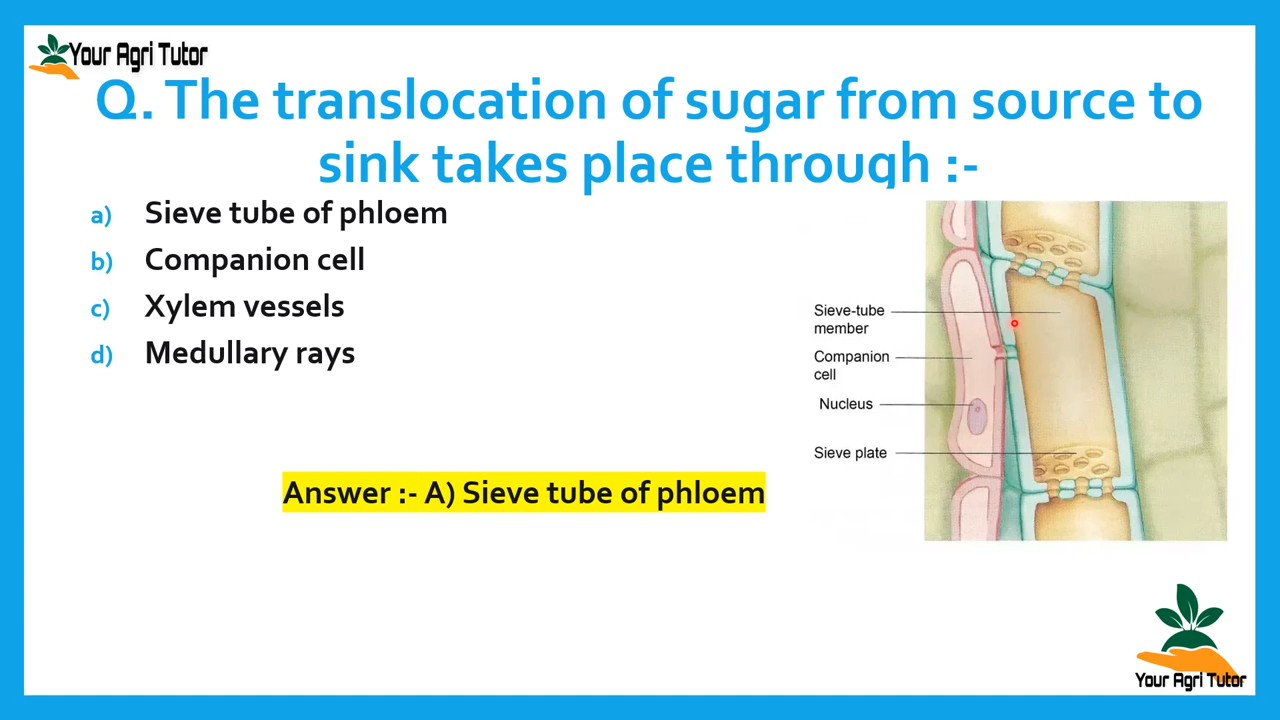 Your Agri Tutor
Q. The translocation of sugar from source to
sink takes place through :-
a) Sieve tube of phloem
b) Companion cell
c) Xylem vessels
d) Medullary rays
Sieve-tube
member
Companion
cell
Nucleus
Sieve plate
Answer :- A) Sieve tube of phloem
Your Agri Tutor